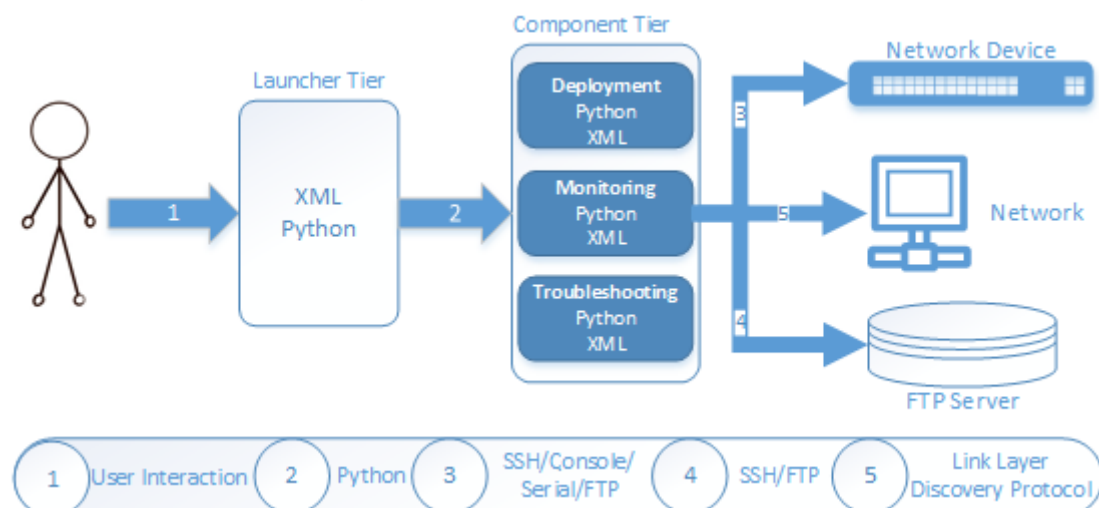 Component Tier
Network Device
Launcher Tier
Deployment
Python
XML
3
XML
Python
1
2
Monitoring
Python
XML
5
Network
Troubleshooting
Python
XML
4
FTP Server
1
User Interaction
2
Python
3
SSH/Console/
Serial/FTP
4
SSH/FTP
5
Link Layer
Discovery Protocol